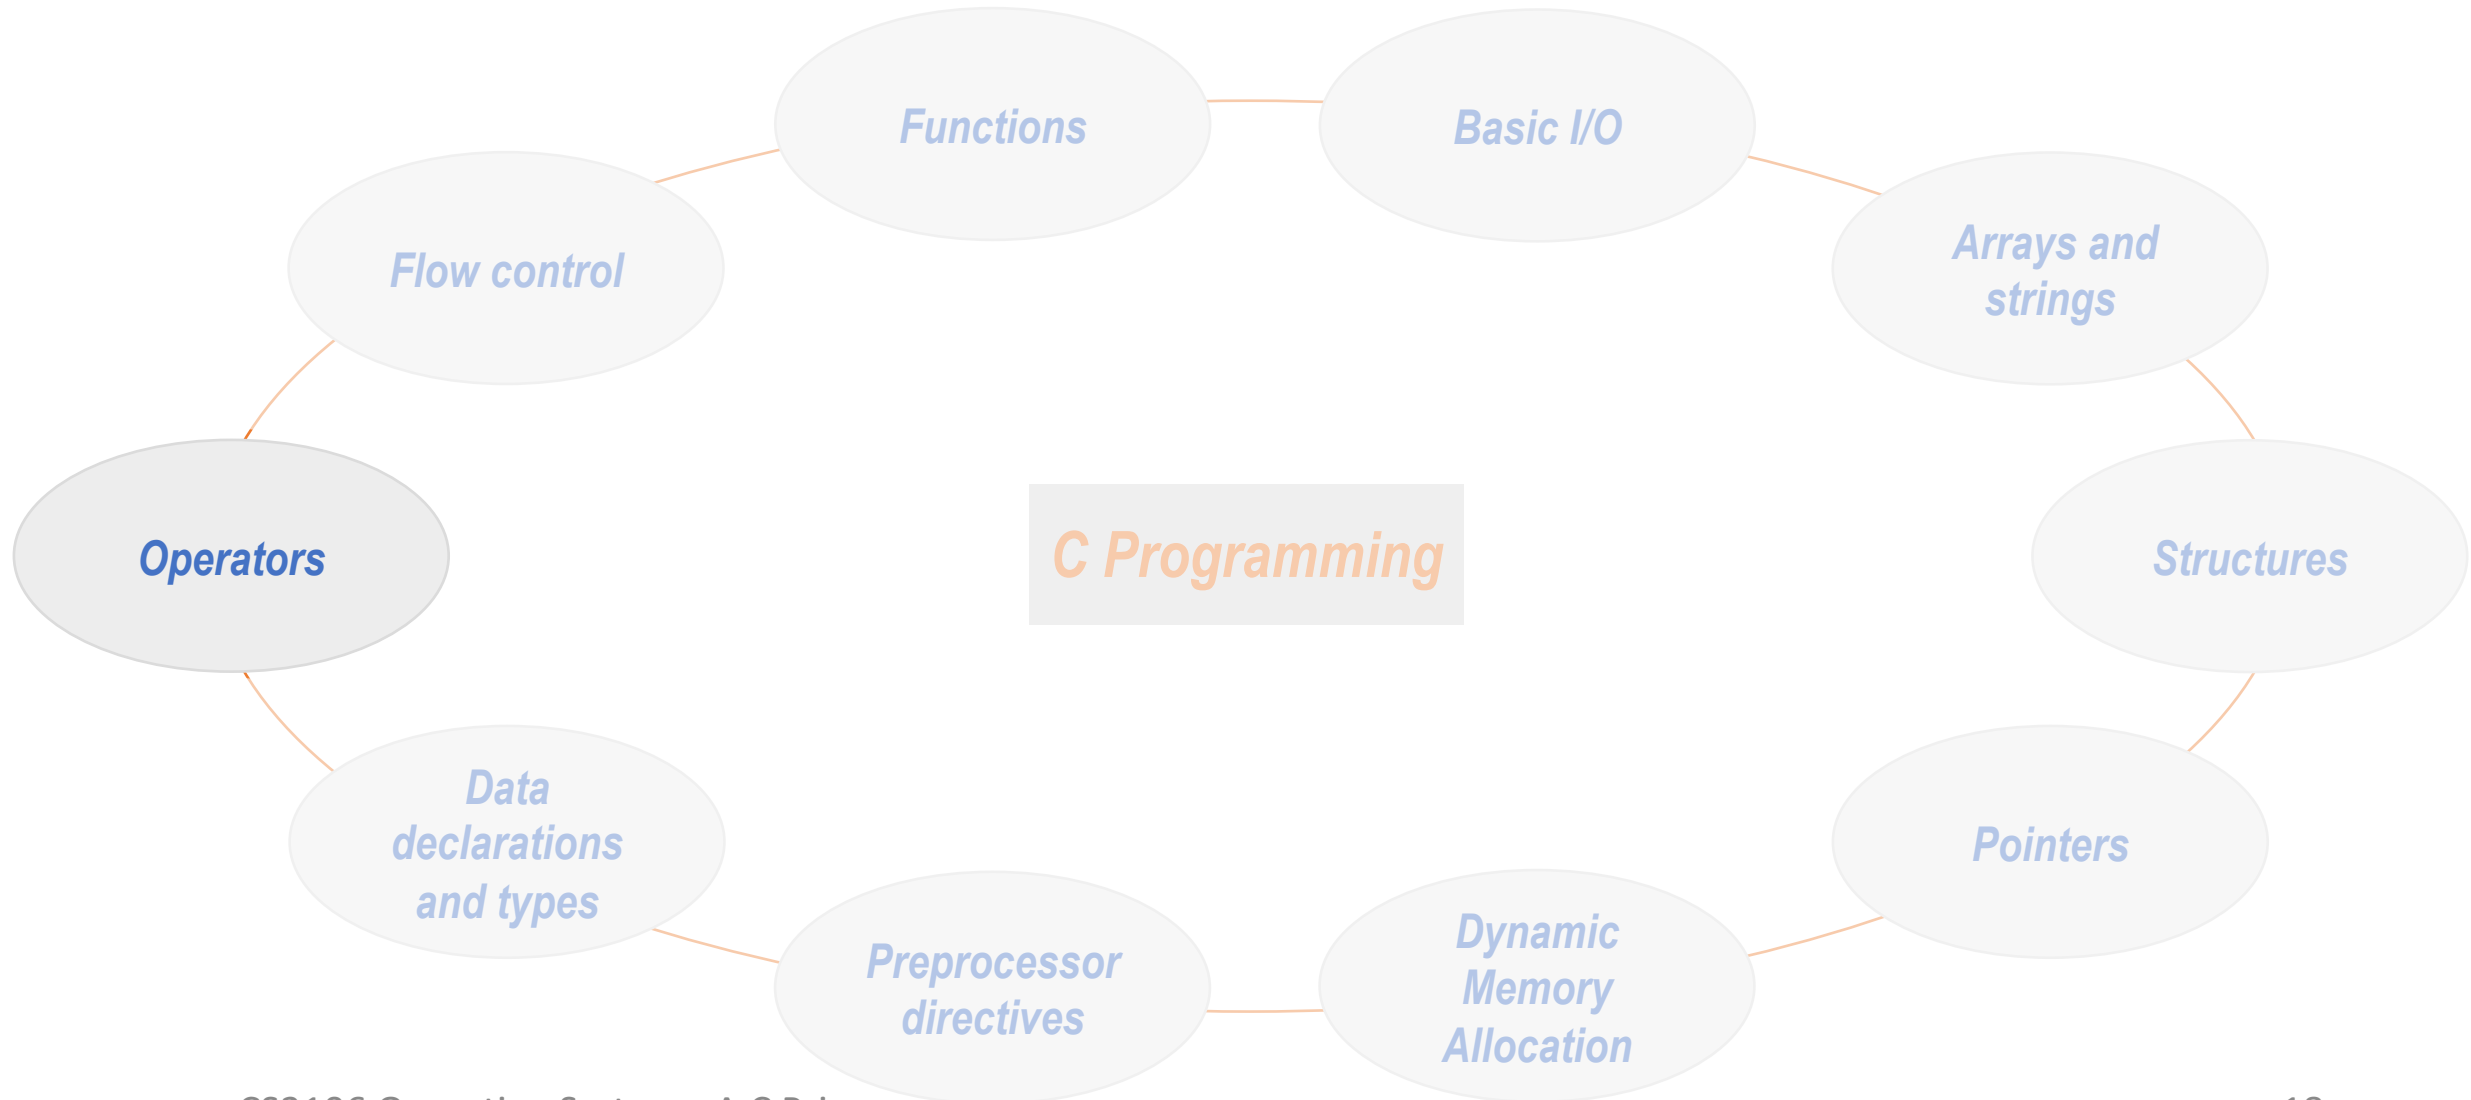 Functions
Basic I/O
Flow control
Arrays and
strings
Operators
C Programming
Structures
Data
declarations
and types
Pointers
Preprocessor
directives
Dynamic
Memory
Allocation